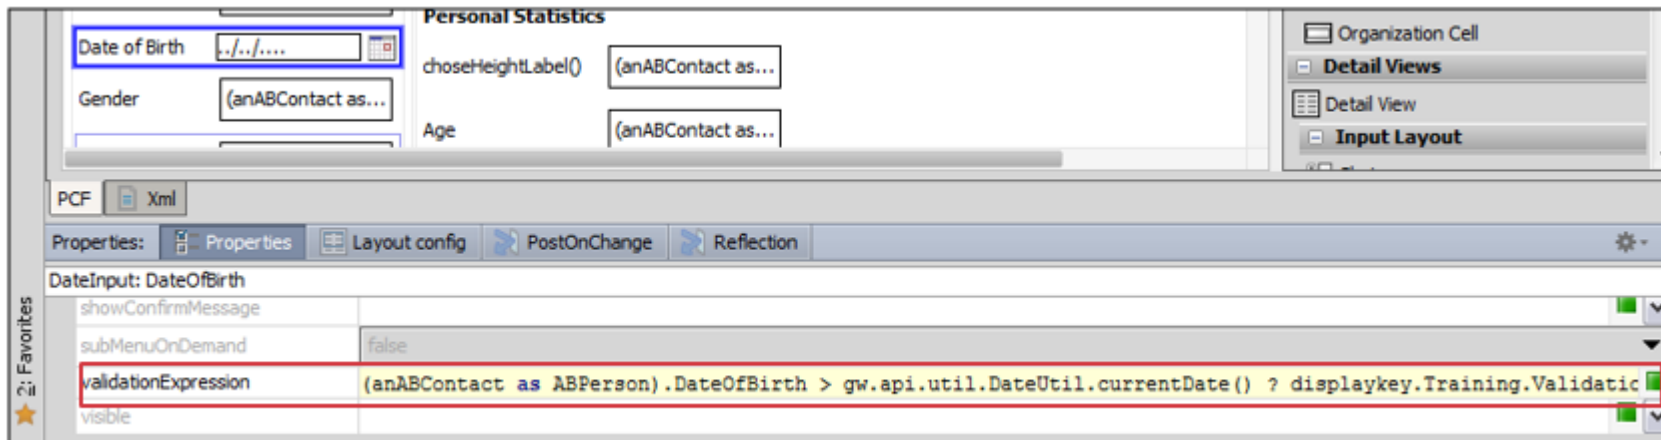 Personal Statistics
Date of Birth ../../....
choseHeightLabel() (anABContact as...
Gender (anABContact as...
Age (anABContact as...
Organization Cell
Detail Views
Detail View
Input Layout
PCF Xml
Properties: Properties Layout config PostOnChange Reflection
DateInput: DateOfBirth
showConfirmMessage
subMenuOnDemand false
validationExpression (anABContact as ABPerson).DateOfBirth > gw.api.util.DateUtil.currentDate() ? displaykey.Training.Validatic
visible
2: Favorites